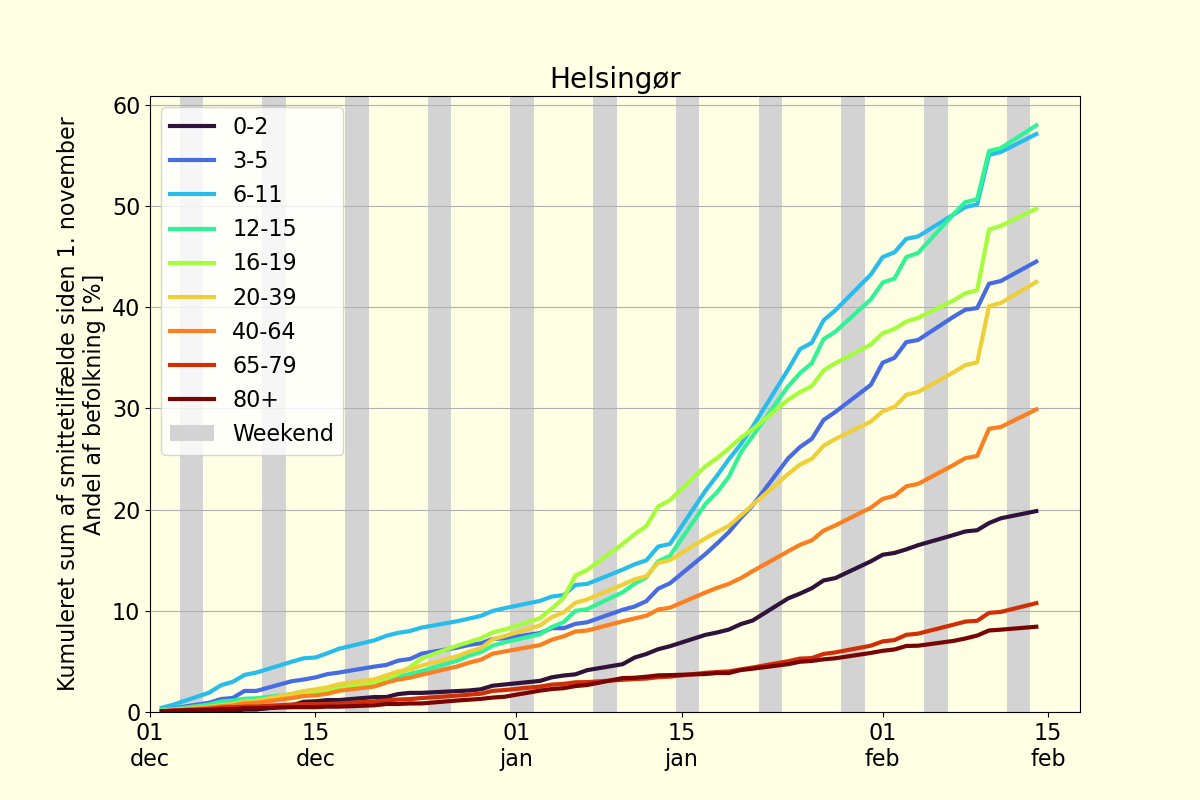 Helsingør
Kumuleret sum af smittetilfælde siden 1. november
Andel af befolkning [%]
60
50
40
30
20
10
0
0-2
3-5
6-11
12-15
16-19
20-39
40-64
65-79
80+
Weekend
01 15 01 15 01 15
dec dec jan jan feb feb